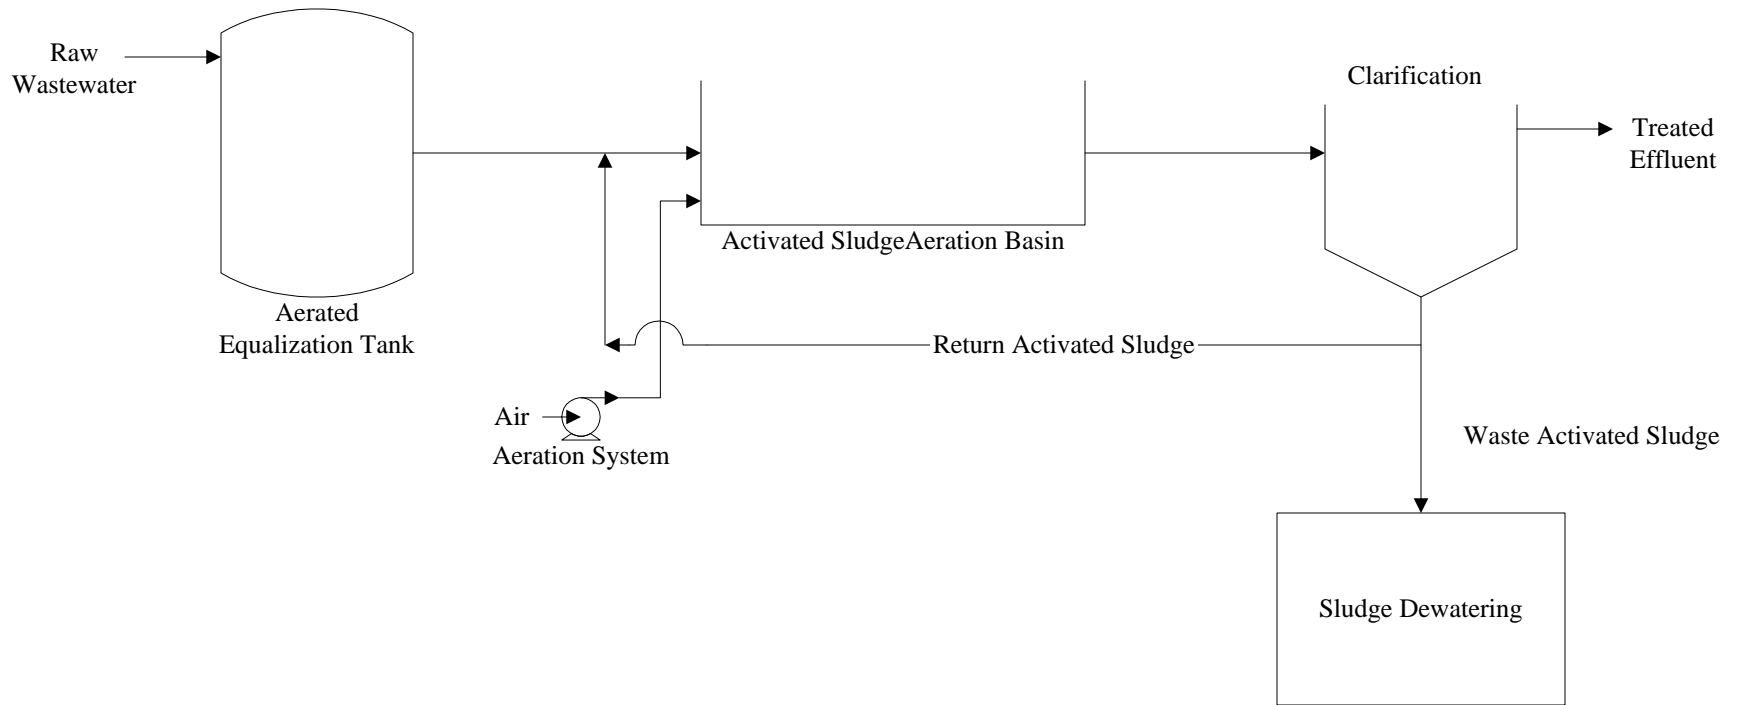 Raw
Wastewater
Clarification
Treated
Effluent
Activated SludgeAeration Basin
Aerated
Equalization Tank
Return Activated Sludge
Air
Aeration System
Waste Activated Sludge
Sludge Dewatering